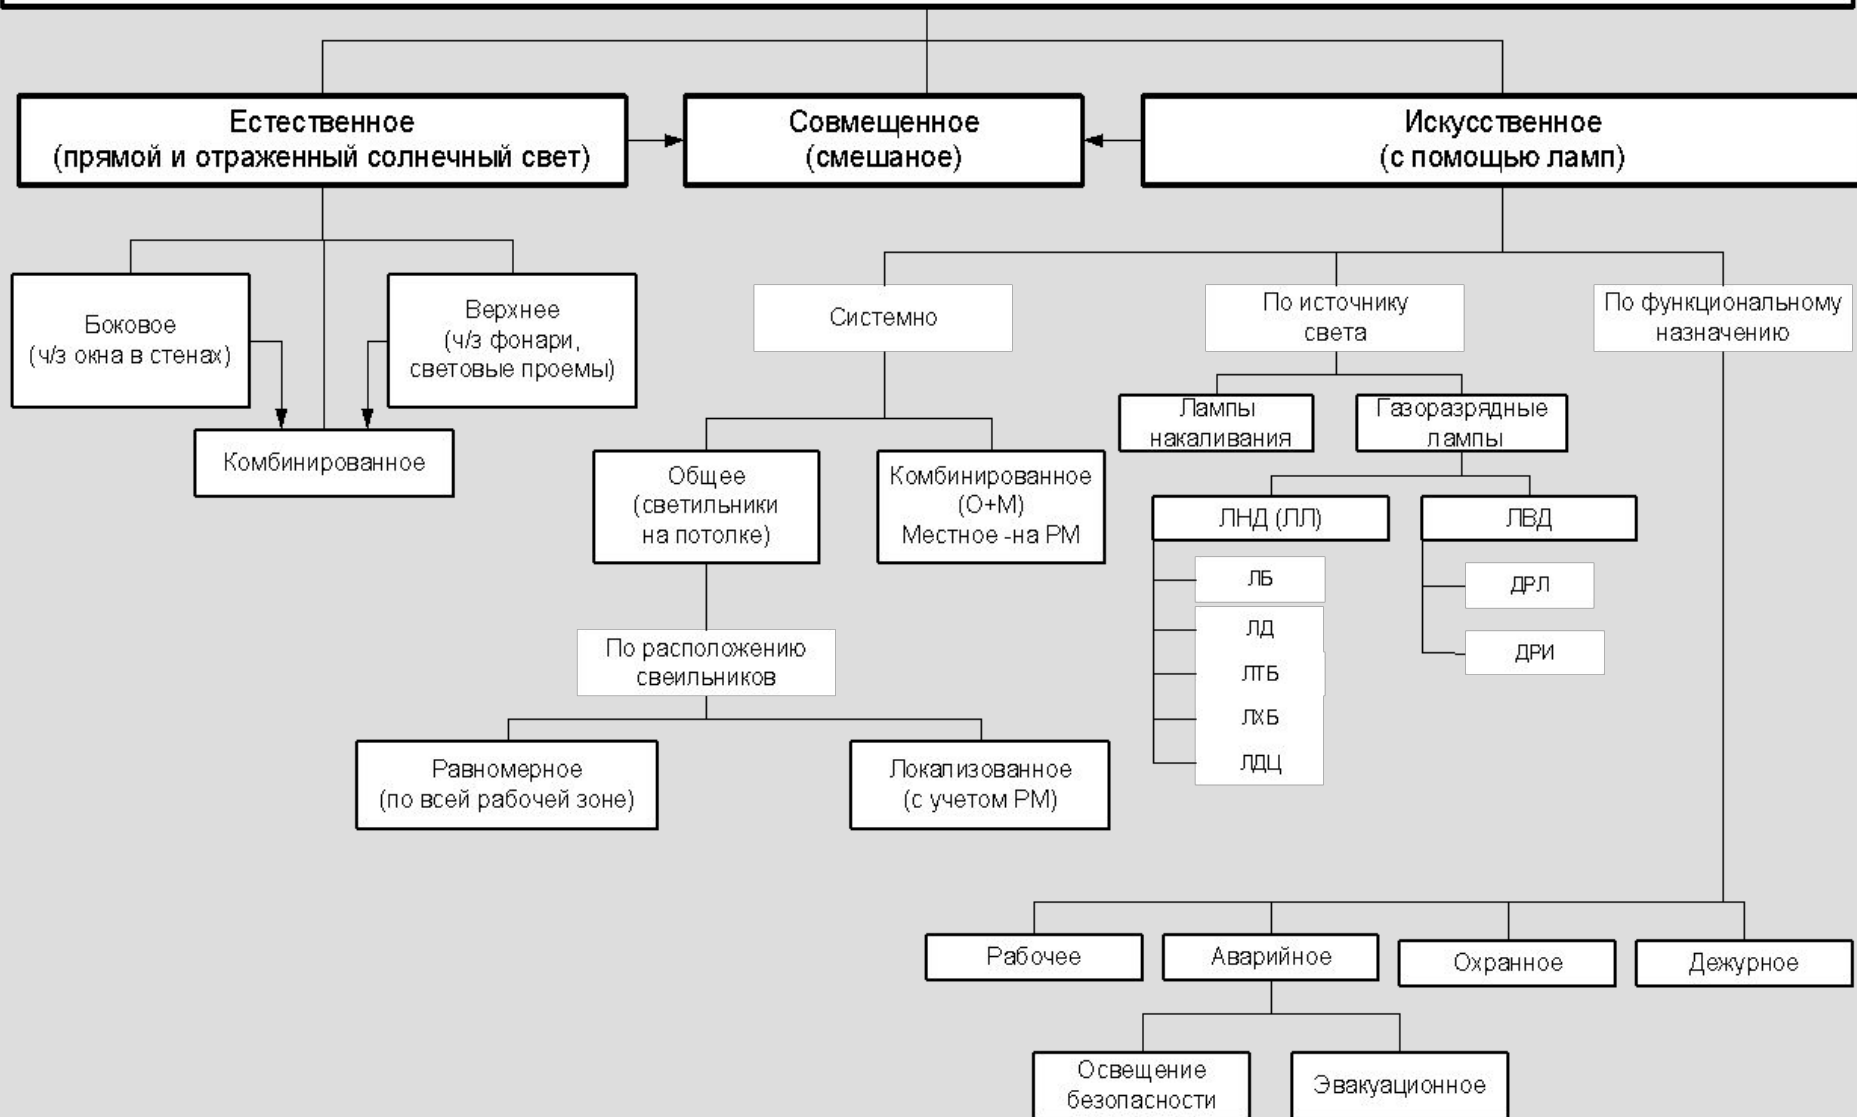 Естественное
(прямой и отраженный солнечный свет)
Совмещенное
(смешаное)
Искусственное
(с помощью ламп)
Боковое
(ч/з окна в стенах)
Верхнее
(ч/з фонари,
световые проемы)
Комбинированное
Системно
По источнику
света
По функциональному
назначению
Лампы
накаливания
Газоразрядные
лампы
Общее
(светильники
на потолке)
Комбинированное
(О+М)
Местное -на РМ
ЛНД (ЛЛ)
ЛВД
ЛБ
ЛД
ЛТБ
ЛХБ
ЛДЦ
ДРЛ
ДРИ
По расположению
свеильников
Равномерное
(по всей рабочей зоне)
Локализованное
(с учетом РМ)
Рабочее
Аварийное
Охранное
Дежурное
Освещение
безопасности
Эвакуационное